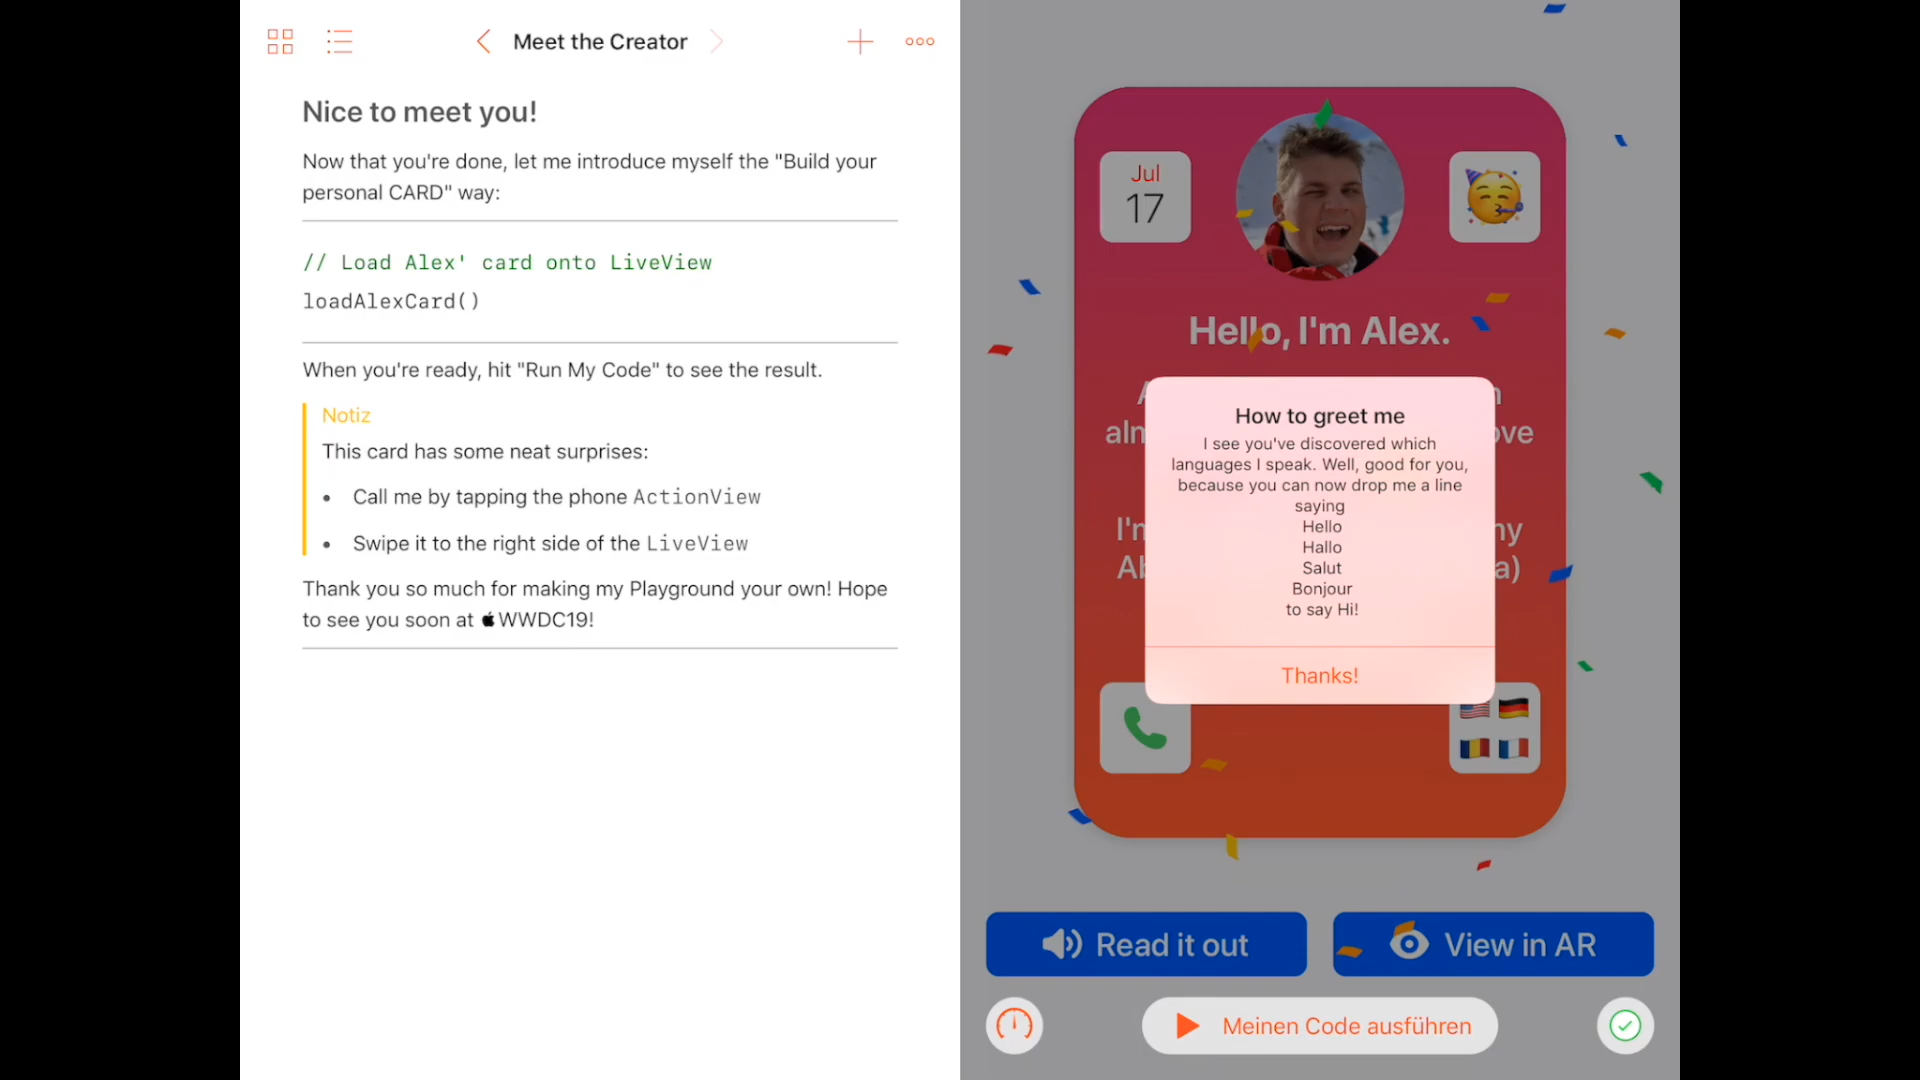 Meet the Creator
Nice to meet you!
Now that you're done, let me introduce myself the "Build your
personal CARD" way:
// Load Alex' card onto LiveView
loadAlexCard()
When you're ready, hit "Run My Code" to see the result.
Notiz
This card has some neat surprises:
• Call me by tapping the phone ActionView
• Swipe it to the right side of the LiveView
Thank you so much for making my Playground your own! Hope
to see you soon at WWDC19!
Jul
17
Hello, I'm Alex.
I'm
How to greet me
I see you've discovered which
languages I speak. Well, good for you,
because you can now drop me a line
saying
Hello
Hallo
Salut
Bonjour
to say Hi!
Thanks!
Read it out
View in AR
Meinen Code ausführen